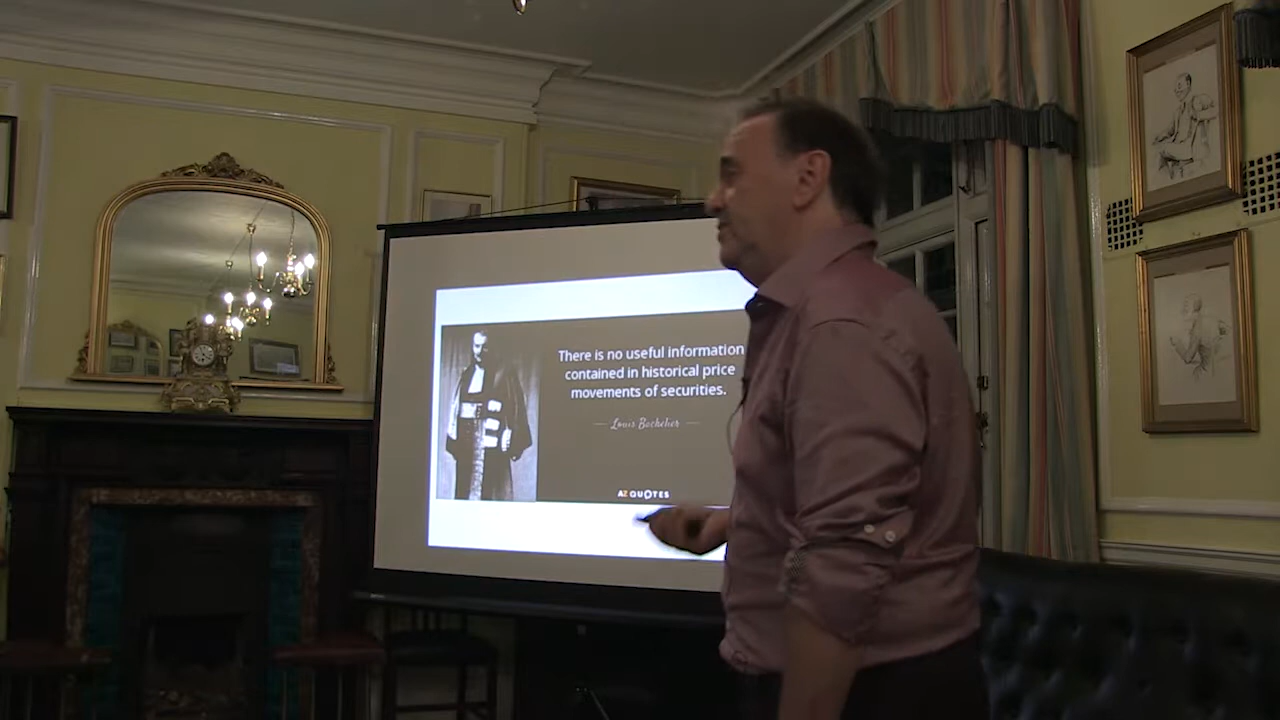 There is no useful information
contained in historical price
movements of securities.
Louis Bachelier
AZ QUOTES